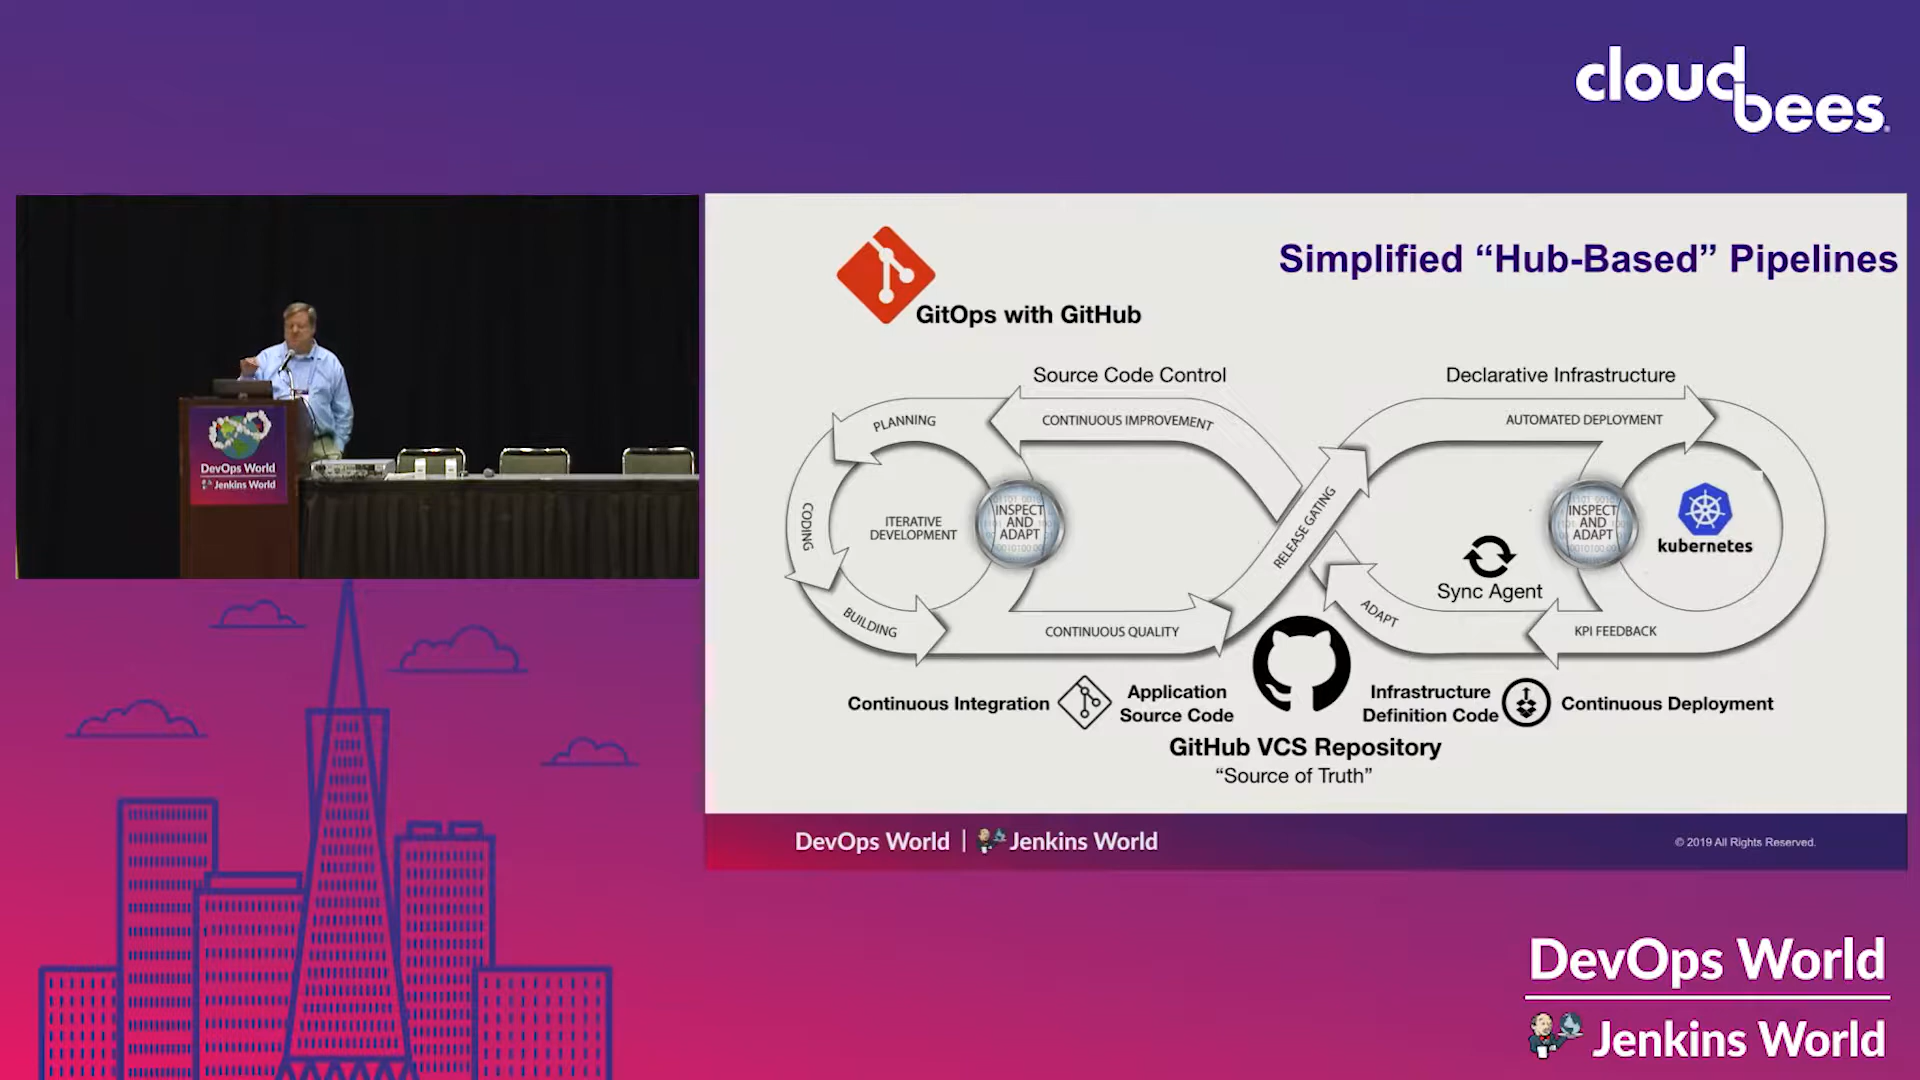 cloudbees
DevOps World
Jenkins World
Simplified “Hub-Based” Pipelines
GitOps with GitHub
Source Code Control
Declarative Infrastructure
PLANNING
CONTINUOUS IMPROVEMENT
AUTOMATED DEPLOYMENT
CODING
ITERATIVE
DEVELOPMENT
INSPECT
AND
ADAPT
RELEASE GATING
INSPECT
AND
ADAPT
kubernetes
Sync Agent
BUILDING
CONTINUOUS QUALITY
ADAPT
KPI FEEDBACK
Continuous Integration
Application
Source Code
Infrastructure
Definition Code
Continuous Deployment
GitHub VCS Repository
“Source of Truth”
DevOps World | Jenkins World
© 2019 All Rights Reserved.
DevOps World
Jenkins World